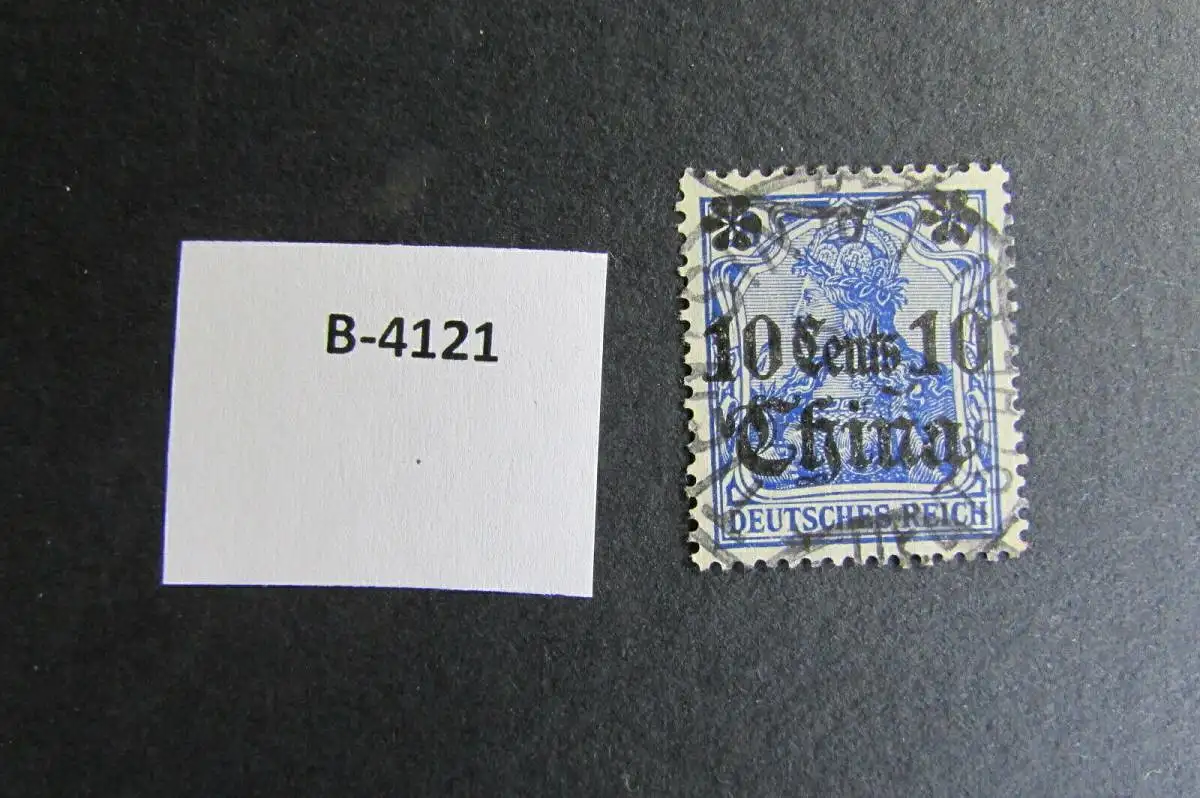 B-4121
10 Cents 10
China
DEUTSCHES REICH